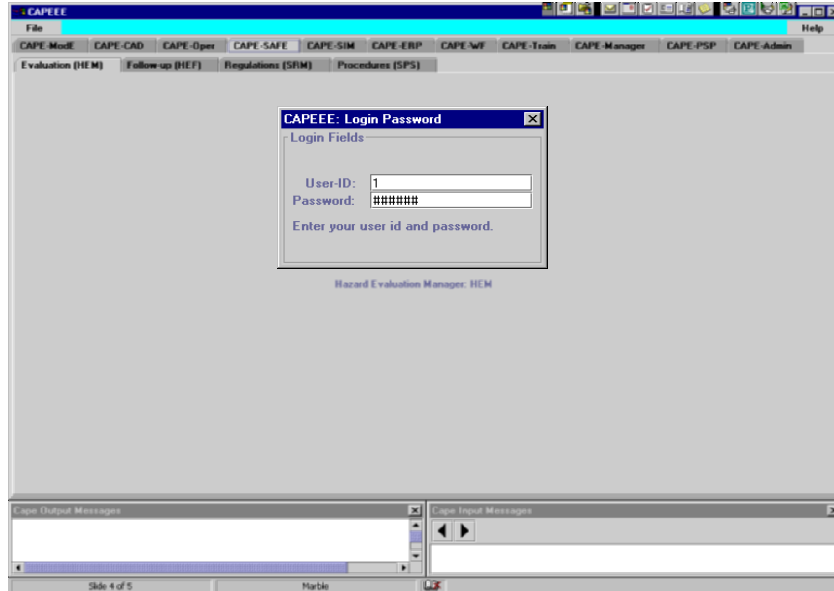 CAPEEE
File Help
CAPE-ModE CAPE-CAD CAPE-Oper CAPE-SAFE CAPE-SIM CAPE-ERP CAPE-WF CAPE-Train CAPE-Manager CAPE-PSP CAPE-Admin
Evaluation (HEM) Follow-up (HEF) Regulations (SRM) Procedures (SPS)
CAPEEE: Login Password
Login Fields
User-ID: 1
Password: ######
Enter your user id and password.
Hazard Evaluation Manager: HEM
Cape Output Messages Cape Input Messages
Slide 4 of 5 Marble